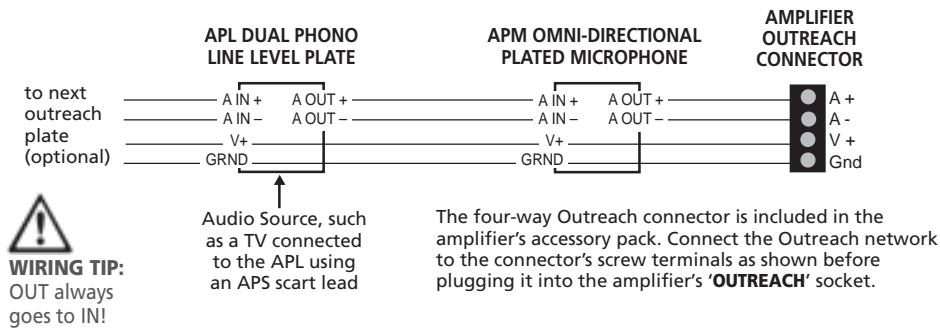 APL DUAL PHONO
LINE LEVEL PLATE
APM OMNI-DIRECTIONAL
PLATED MICROPHONE
AMPLIFIER
OUTREACH
CONNECTOR
to next
outreach
plate
(optional)
A IN + A OUT +
A IN – A OUT –
V+
GRND
A IN + A OUT +
A IN – A OUT –
V+
GRND
A +
A -
V +
Gnd
Audio Source, such
as a TV connected
to the APL using
an APS scart lead
The four-way Outreach connector is included in the
amplifier’s accessory pack. Connect the Outreach network
to the connector’s screw terminals as shown before
plugging it into the amplifier’s ‘OUTREACH’ socket.
WIRING TIP:
OUT always
goes to IN!